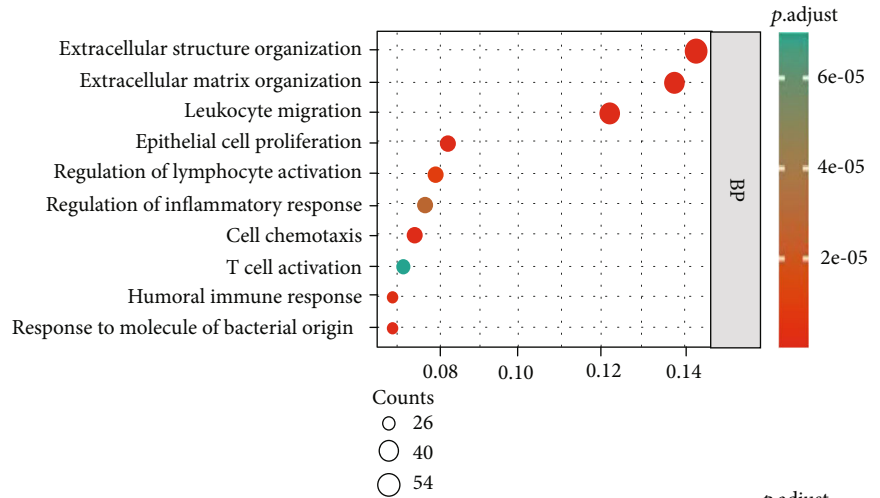 p.adjust
Extracellular structure organization
Extracellular matrix organization
Leukocyte migration
Epithelial cell proliferation
Regulation of lymphocyte activation
Regulation of inflammatory response
Cell chemotaxis
T cell activation
Humoral immune response
Response to molecule of bacterial origin
BP
6e-05
4e-05
2e-05
0.08 0.10 0.12 0.14
Counts
26
40
54
p.adjust